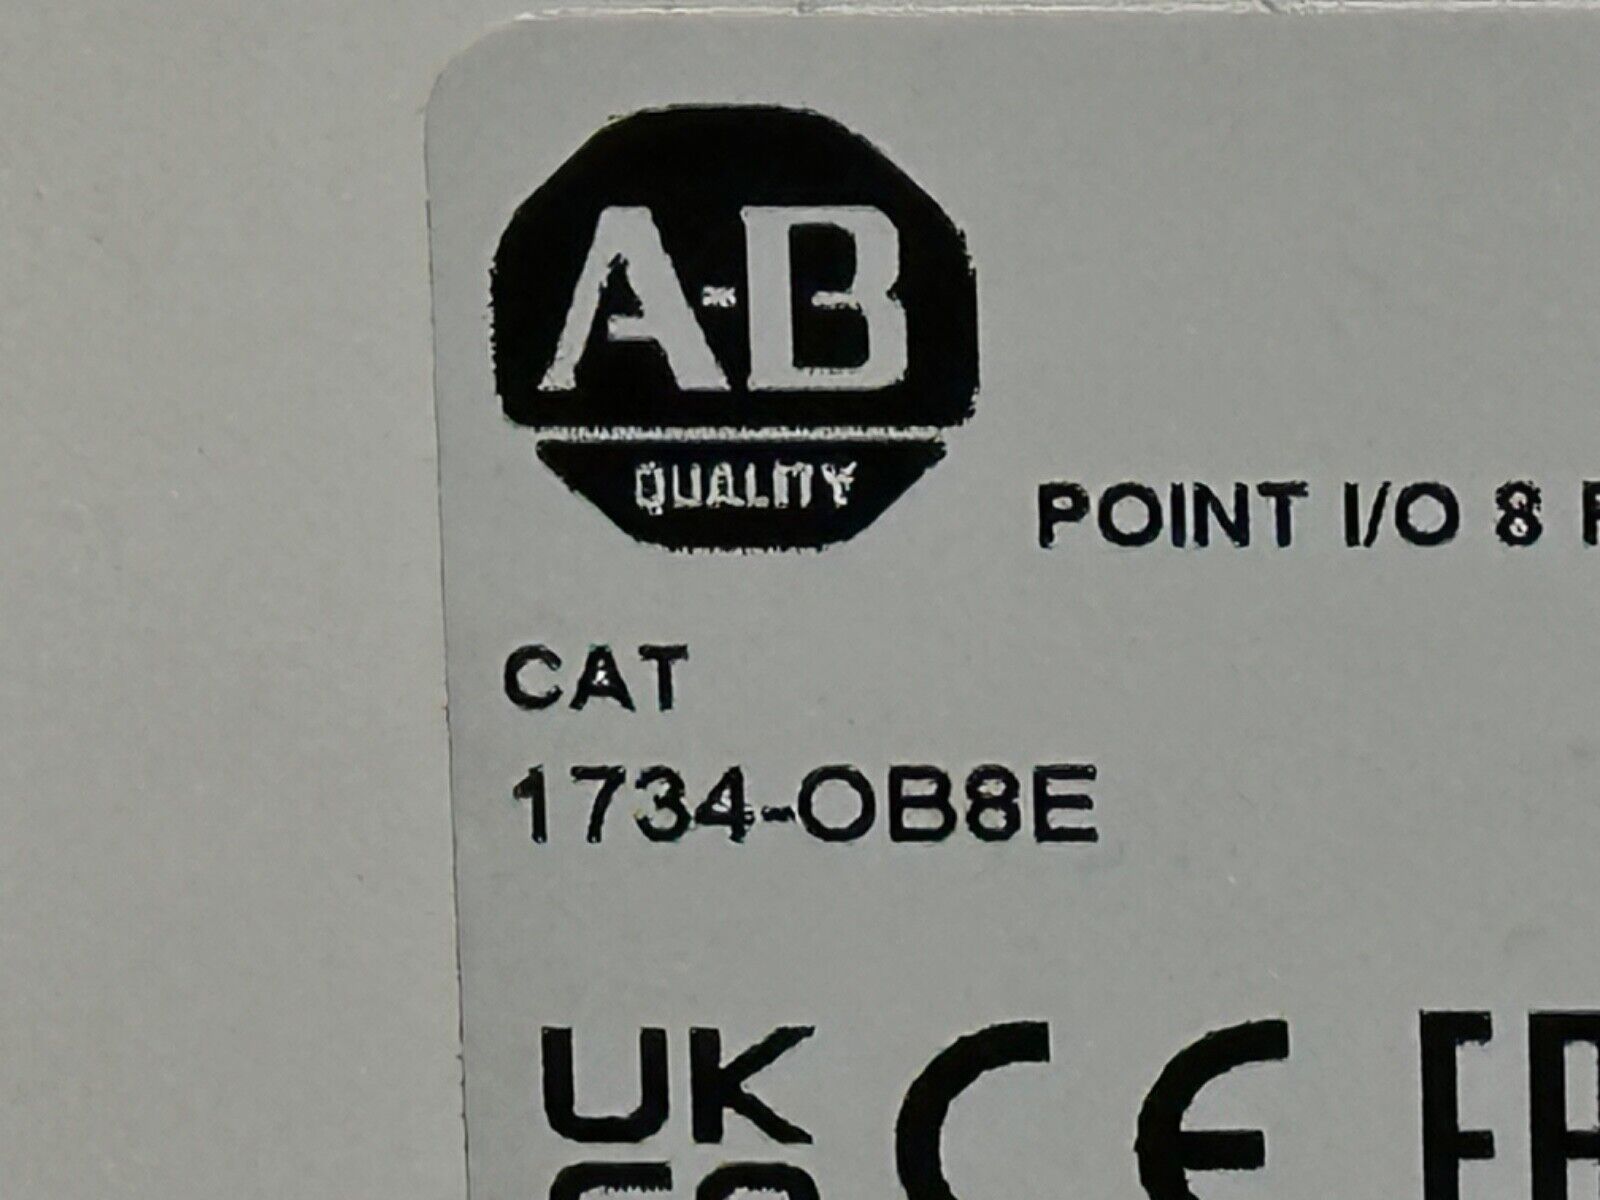 A-B
QUALITY
POINT I/O 8
CAT
1734-OB8E
UK
CE